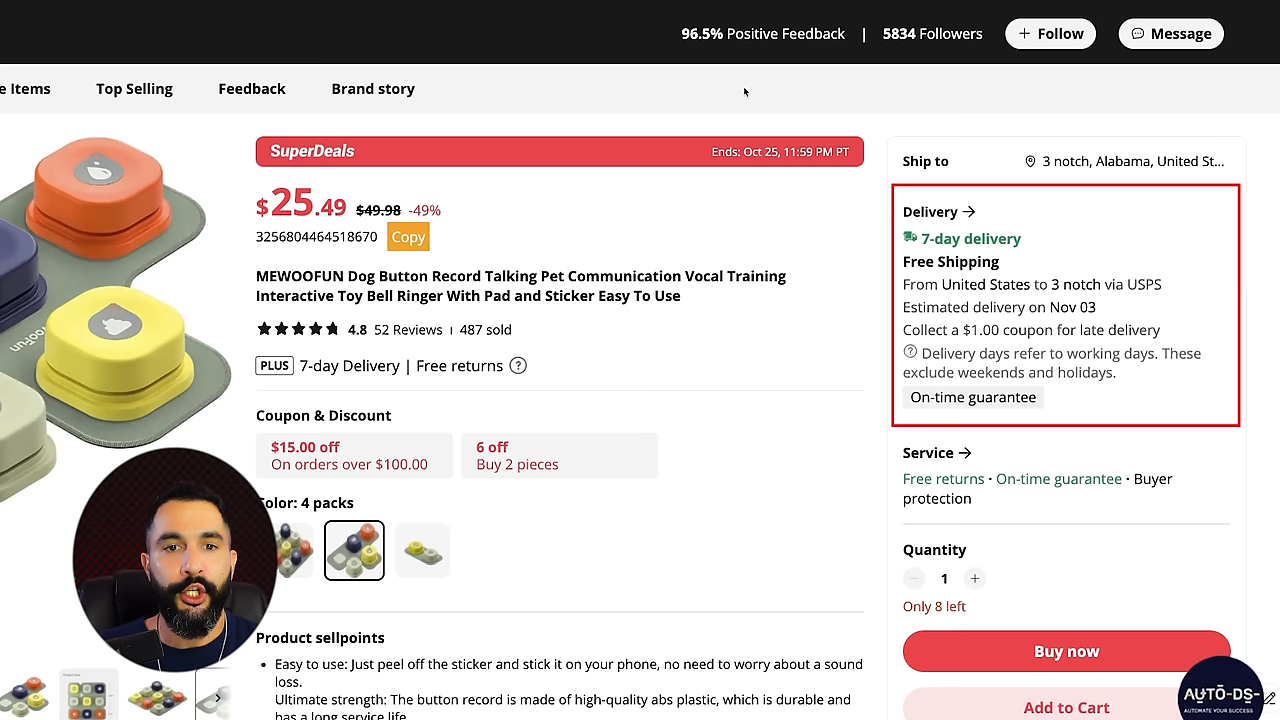 96.5% Positive Feedback | 5834 Followers + Follow Message
e Items Top Selling Feedback Brand story
SuperDeals Ends: Oct 25, 11:59 PM PT
$25.49 $49.98 -49%
3256804464518670 Copy
MEWOOFUN Dog Button Record Talking Pet Communication Vocal Training
Interactive Toy Bell Ringer With Pad and Sticker Easy To Use
4.8 52 Reviews 487 sold
PLUS 7-day Delivery | Free returns ?
Coupon & Discount
$15.00 off
On orders over $100.00
6 off
Buy 2 pieces
Color: 4 packs
Product sellpoints
• Easy to use: Just peel off the sticker and stick it on your phone, no need to worry about a sound
loss.
Ultimate strength: The button record is made of high-quality abs plastic, which is durable and
has a long service life
Ship to 3 notch, Alabama, United St...
Delivery →
7-day delivery
Free Shipping
From United States to 3 notch via USPS
Estimated delivery on Nov 03
Collect a $1.00 coupon for late delivery
? Delivery days refer to working days. These
exclude weekends and holidays.
On-time guarantee
Service →
Free returns · On-time guarantee · Buyer
protection
Quantity
− 1 +
Only 8 left
Buy now
Add to Cart
AUTO-DS-
AUTOMATE YOUR SUCCESS